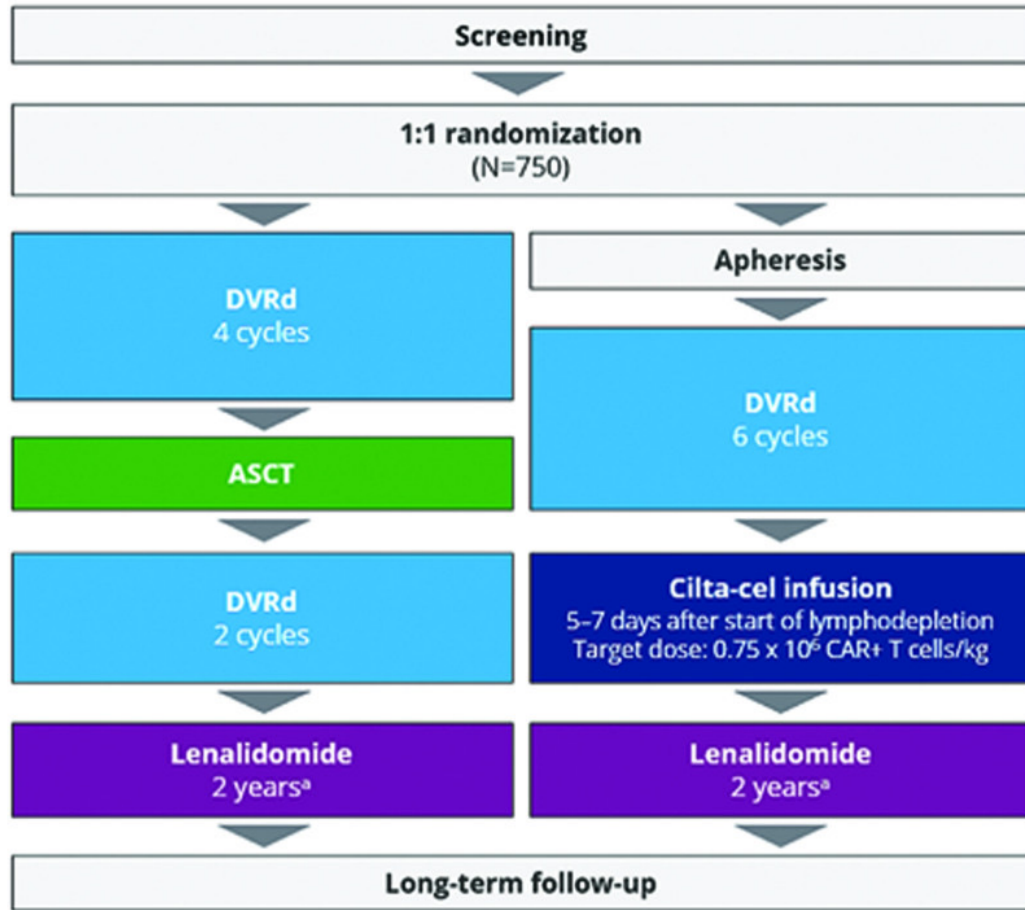 Screening
1:1 randomization
(N=750)
DVRd
4 cycles
ASCT
DVRd
2 cycles
Lenalidomide
2 yearsᵃ
Apheresis
DVRd
6 cycles
Cilta-cel infusion
5–7 days after start of lymphodepletion
Target dose: 0.75 x 10⁶ CAR+ T cells/kg
Lenalidomide
2 yearsᵃ
Long-term follow-up